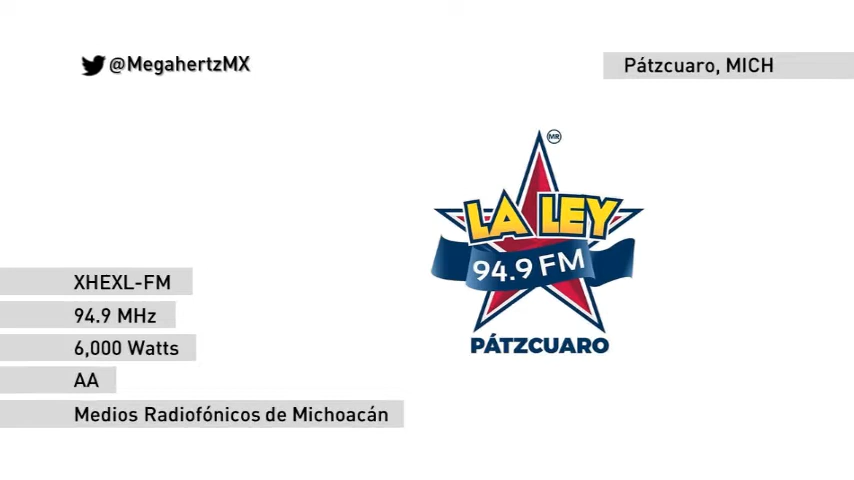 @MegahertzMX
Pátzcuaro, MICH
MR
LA LEY
94.9 FM
PÁTZCUARO
XHEXL-FM
94.9 MHz
6,000 Watts
AA
Medios Radiofónicos de Michoacán